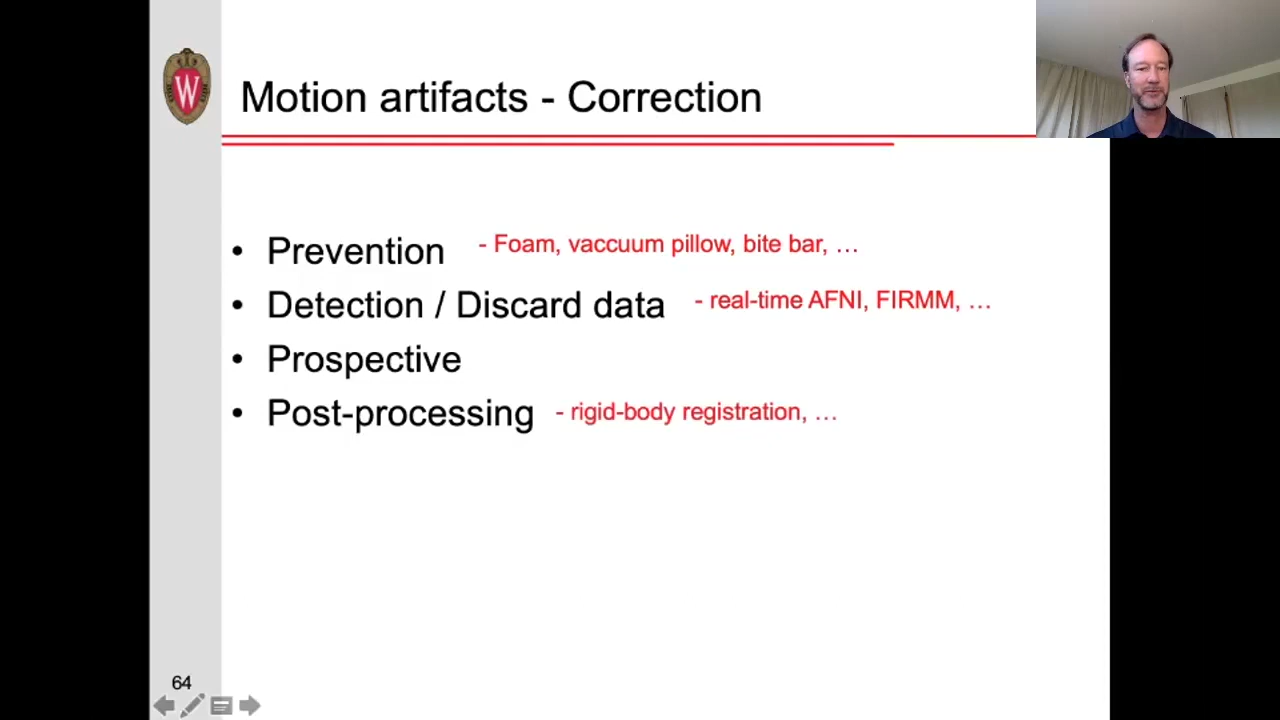 W
Motion artifacts - Correction
• Prevention - Foam, vaccuum pillow, bite bar, …
• Detection / Discard data - real-time AFNI, FIRMM, …
• Prospective
• Post-processing - rigid-body registration, …
64